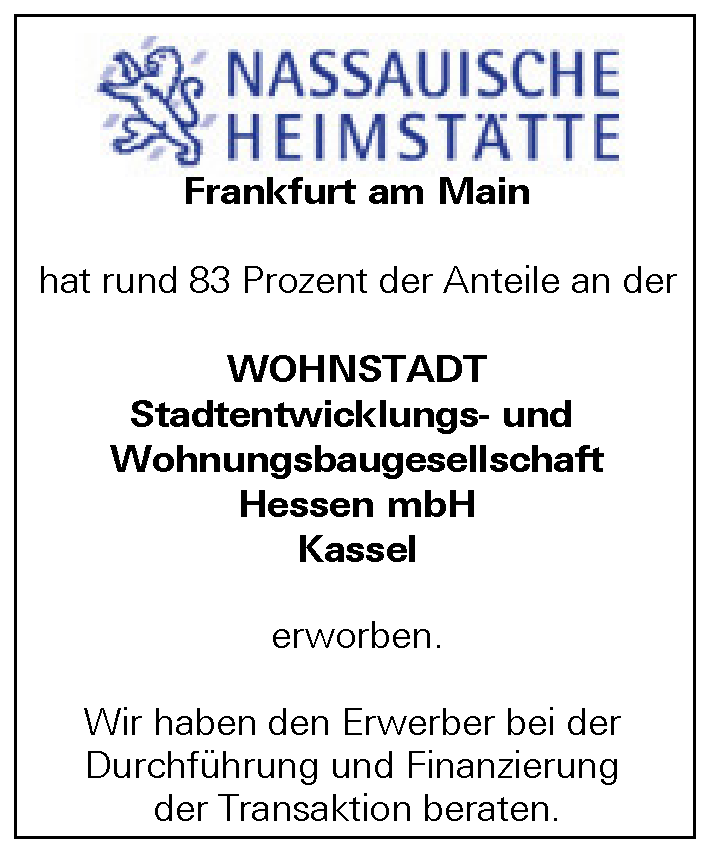 NASSAUISCHE
HEIMSTÄTTE
Frankfurt am Main
hat rund 83 Prozent der Anteile an der
WOHNSTADT
Stadtentwicklungs- und
Wohnungsbaugesellschaft
Hessen mbH
Kassel
erworben.
Wir haben den Erwerber bei der
Durchführung und Finanzierung
der Transaktion beraten.